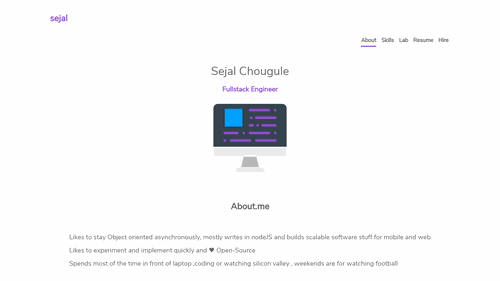 sejal
About Skills Lab Resume Hire
Sejal Chougule
Fullstack Engineer
About.me
Likes to stay Object oriented asynchronously, mostly writes in nodeJS and builds scalable software stuff for mobile and web.
Likes to experiment and implement quickly and ♥ Open-Source
Spends most of the time in front of laptop ,coding or watching silicon valley , weekends are for watching football